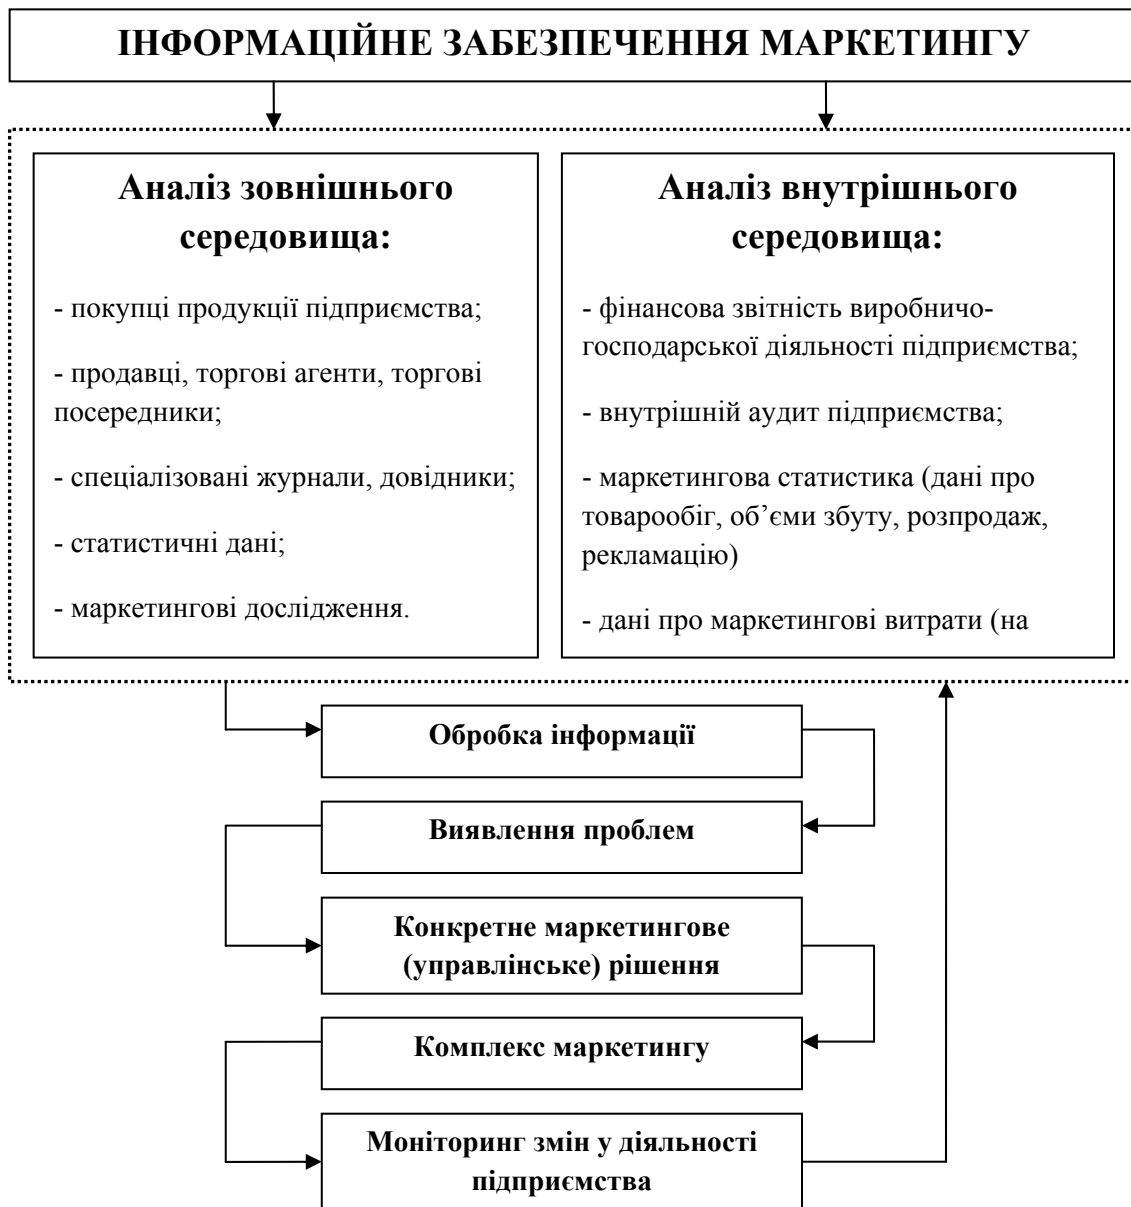 ІНФОРМАЦІЙНЕ ЗАБЕЗПЕЧЕННЯ МАРКЕТИНГУ
Аналіз зовнішнього
середовища:
- покупці продукції підприємства;
- продавці, торгові агенти, торгові
посередники;
- спеціалізовані журнали, довідники;
- статистичні дані;
- маркетингові дослідження.
Аналіз внутрішнього
середовища:
- фінансова звітність виробничо-
господарської діяльності підприємства;
- внутрішній аудит підприємства;
- маркетингова статистика (дані про
товарообіг, об’єми збуту, розпродаж,
рекламацію)
- дані про маркетингові витрати (на
Обробка інформації
Виявлення проблем
Конкретне маркетингове
(управлінське) рішення
Комплекс маркетингу
Моніторинг змін у діяльності
підприємства